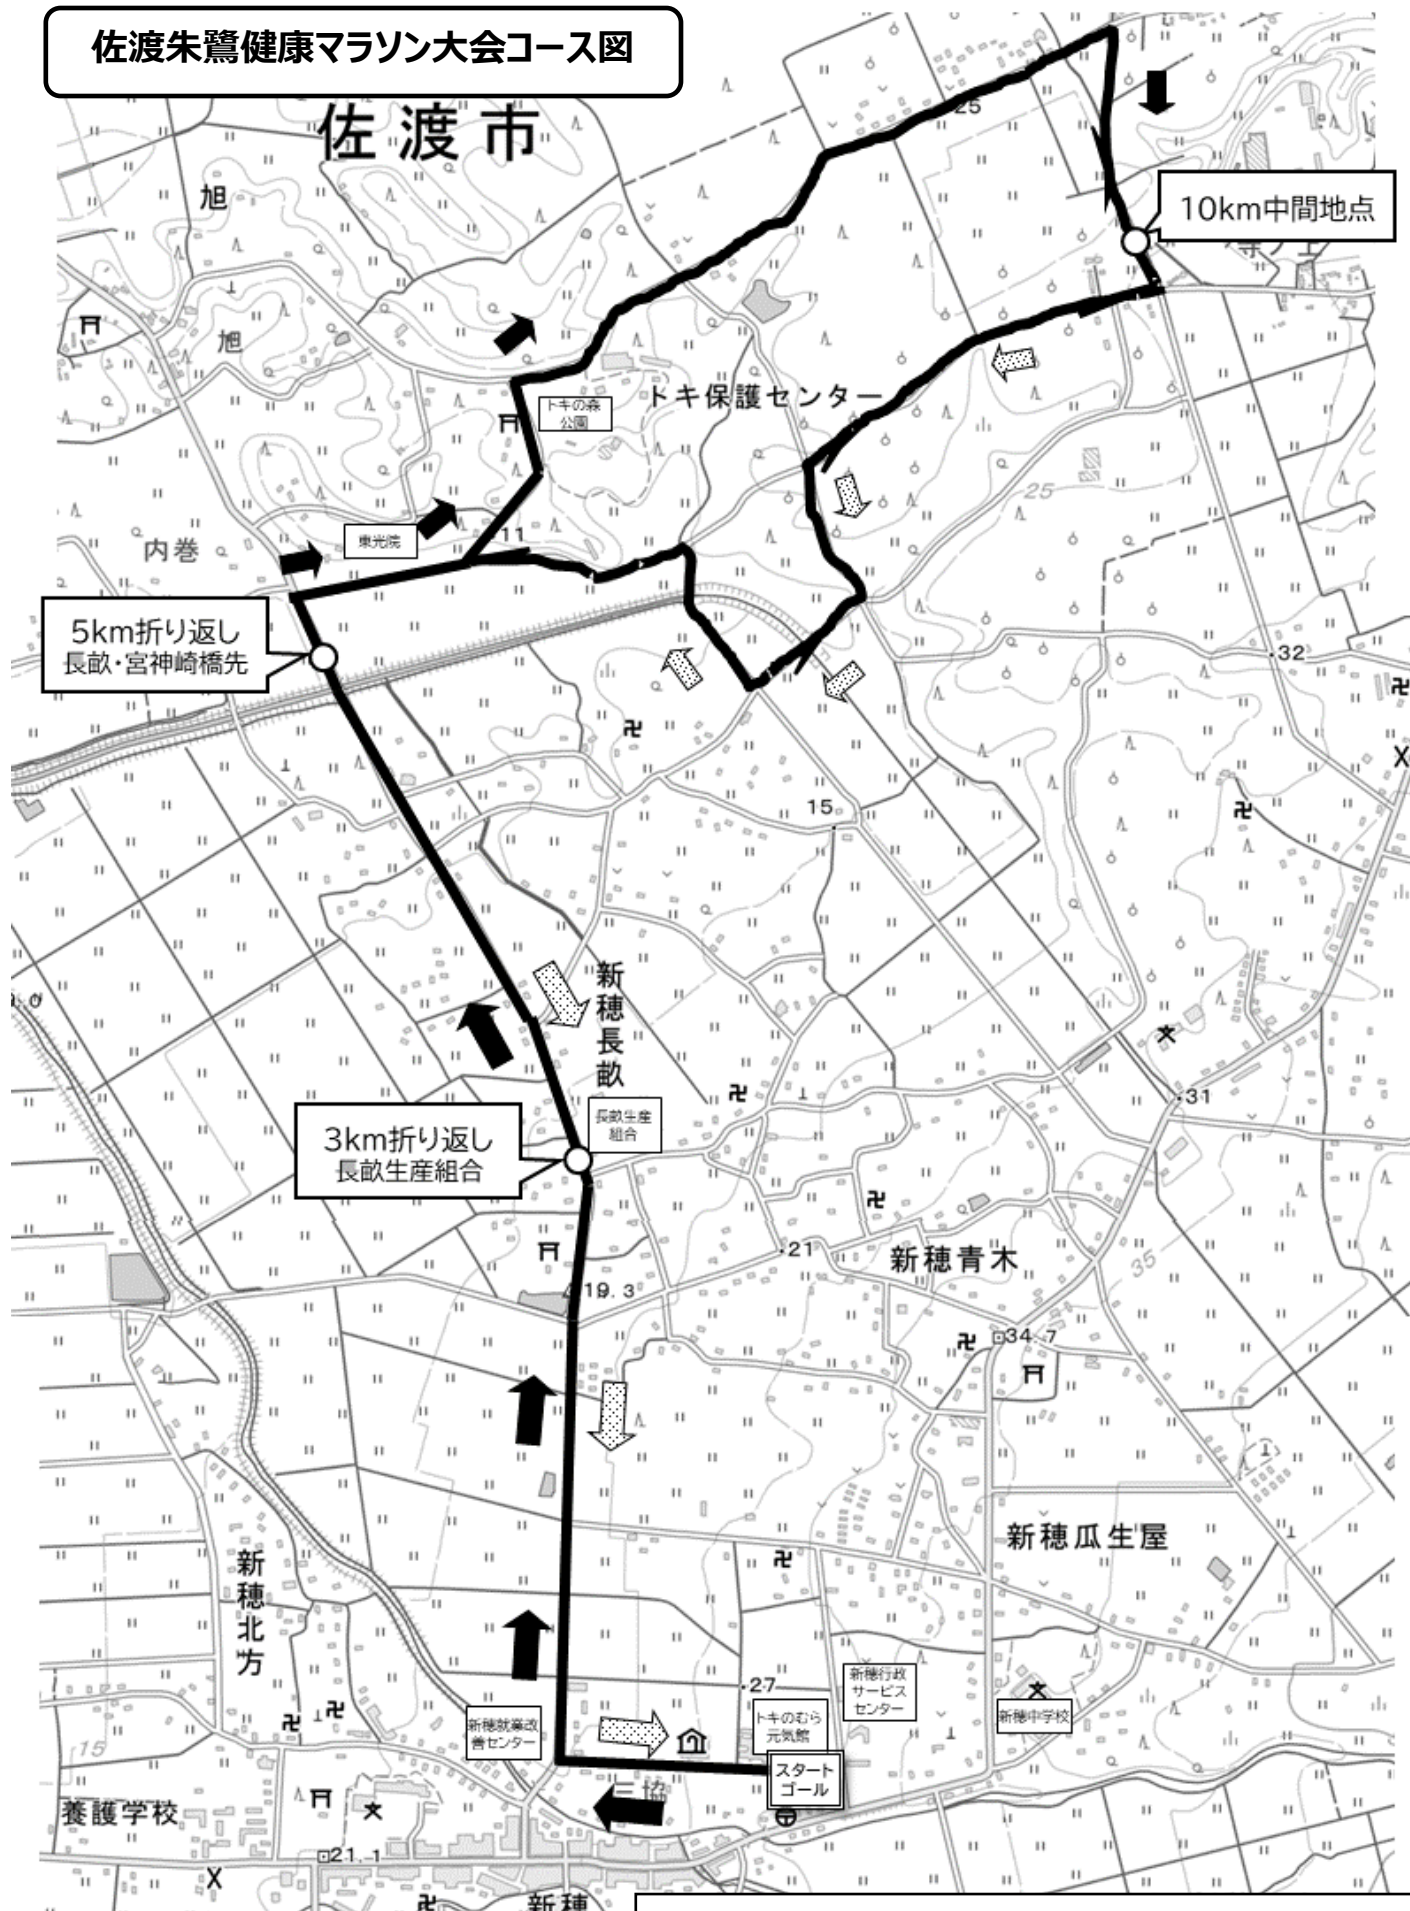 佐渡朱鷺健康マラソン大会コース図
佐渡市
25
旭
10km中間地点
旭
トキ保護センター
トキの森
公園
25
11
東光院
内巻
5km折り返し
長畝・宮神崎橋先
32
15
新穂長畝
長畝生産
組合
31
3km折り返し
長畝生産組合
21
新穂青木
35
19.3
34.7
新穂瓜生屋
新穂北方
27
新穂行政
サービス
センター
トキのむら
元気館
新穂中学校
新穂就業改
善センター
15
スタート
ゴール
養護学校
21.1
新穂